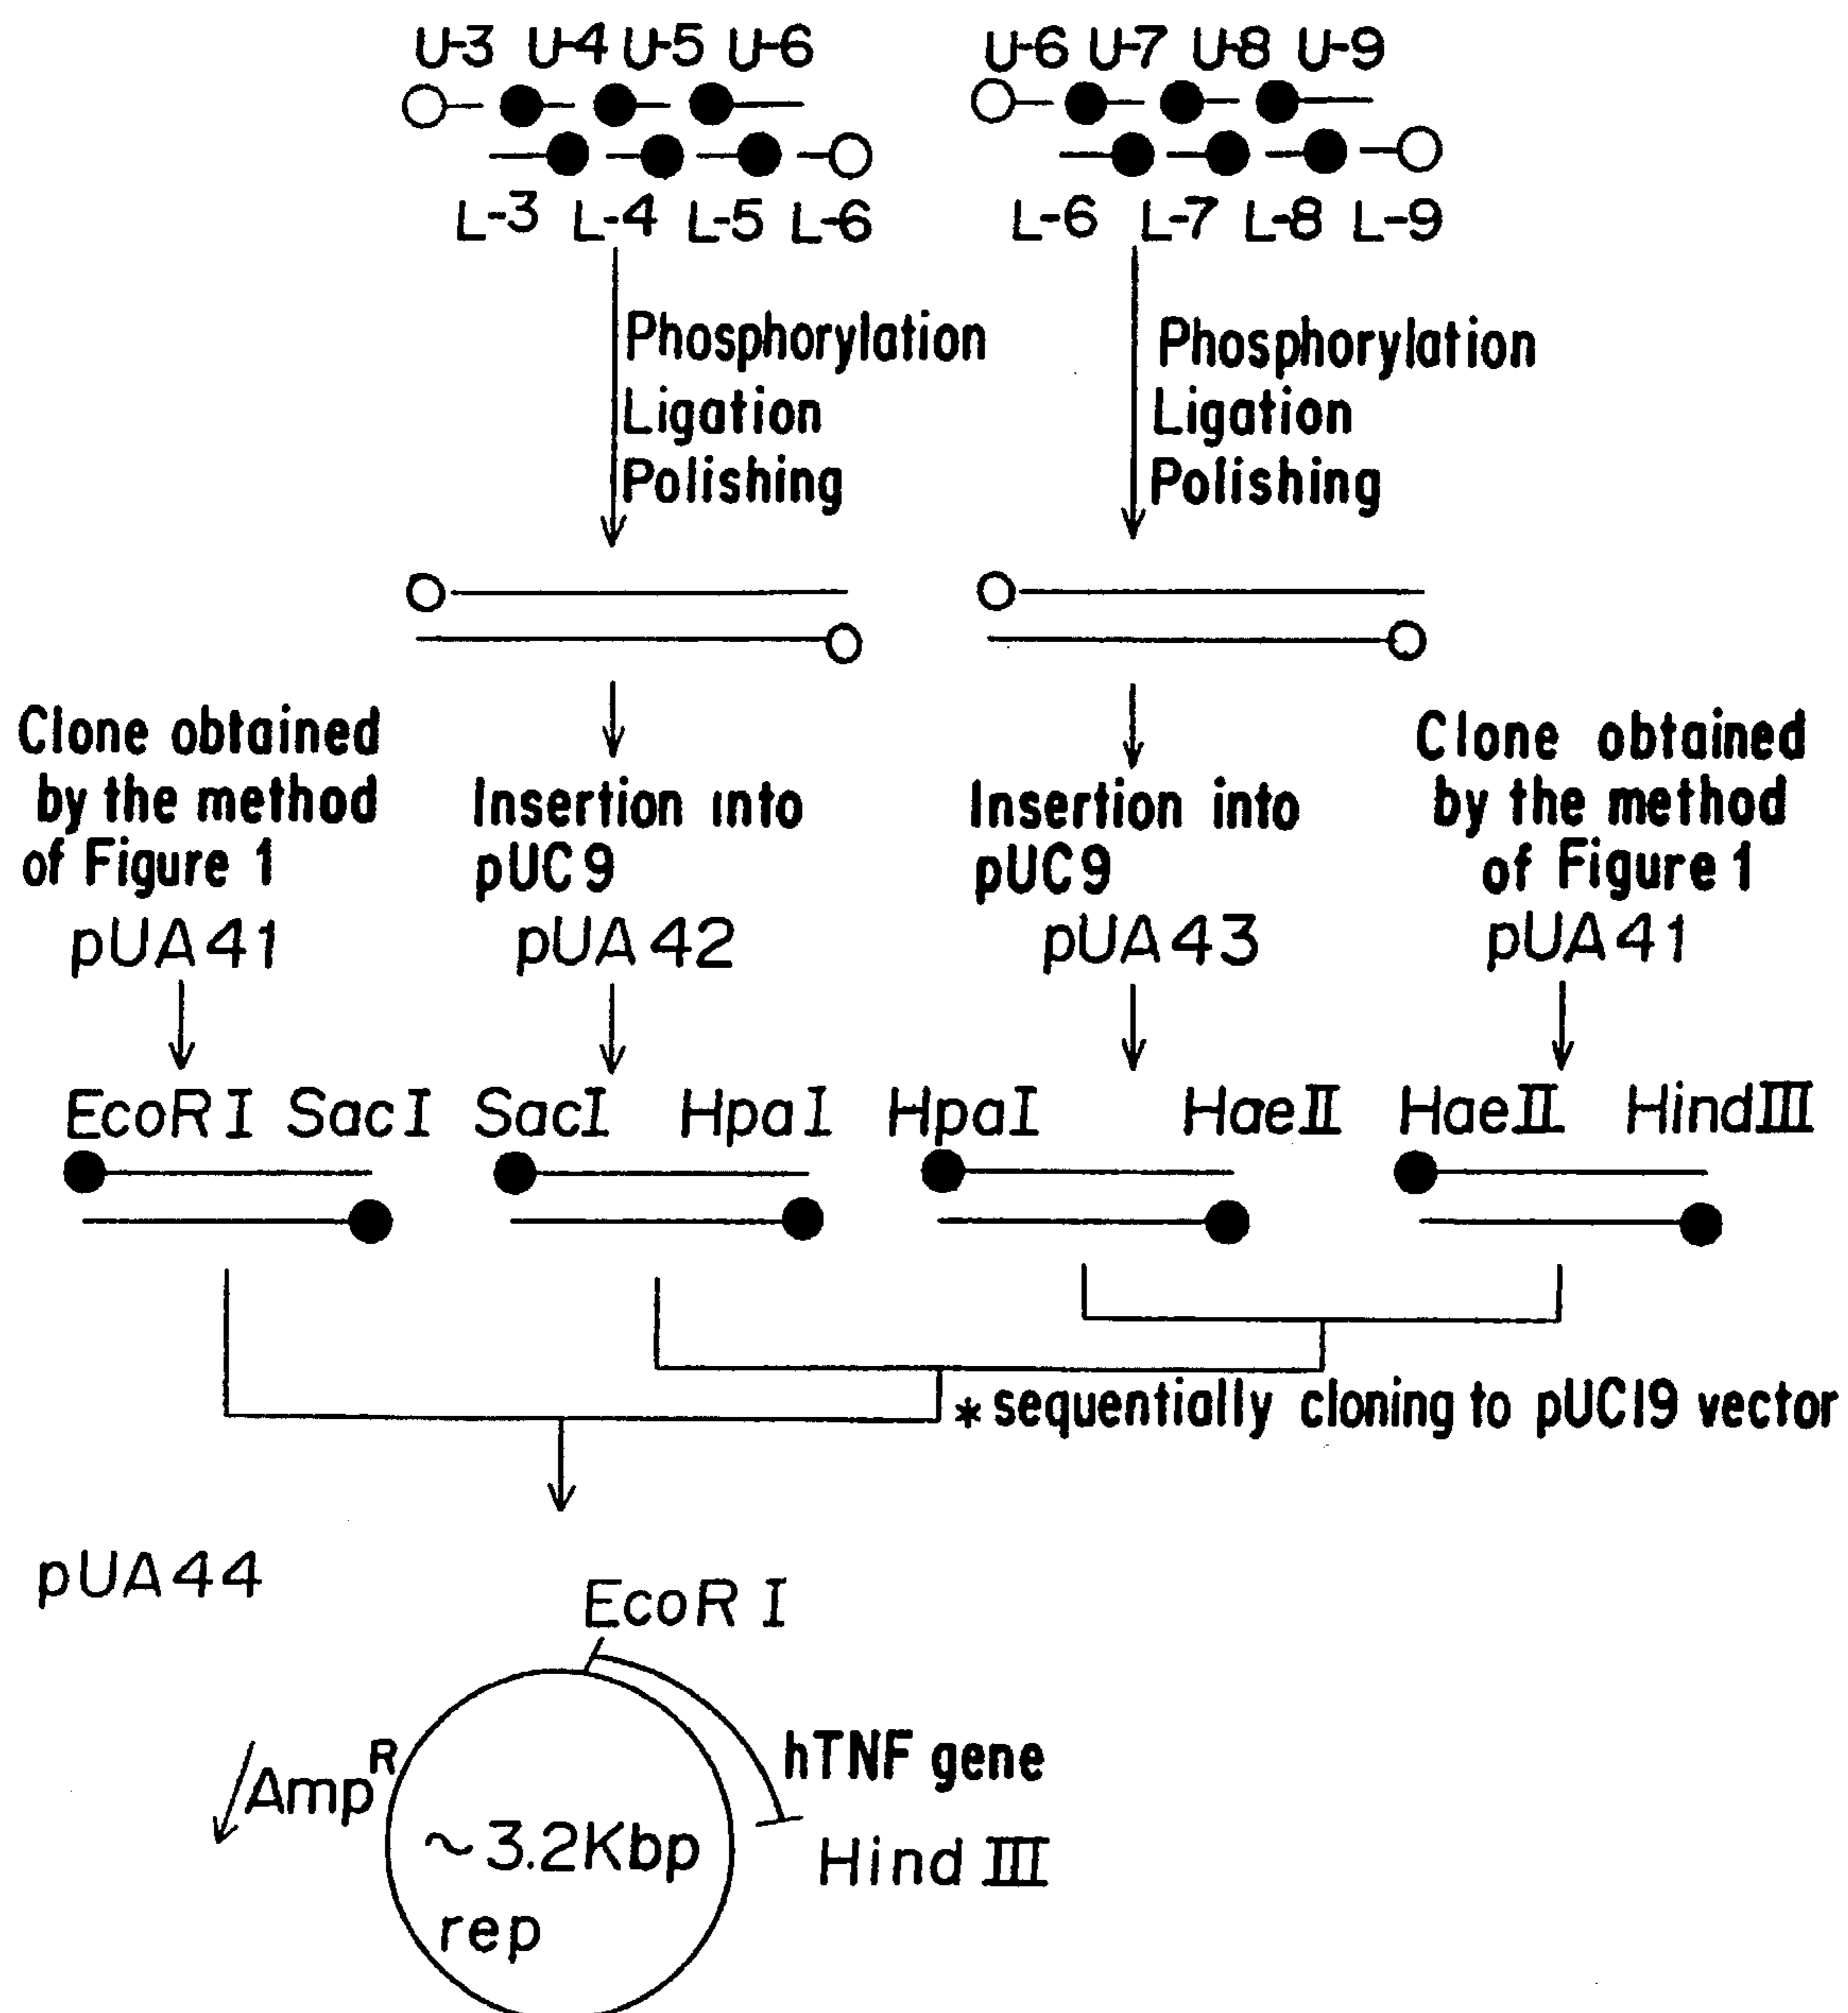 U-3 U-4 U-5 U-6
U-6 U-7 U-8 U-9
L-3 L-4 L-5 L-6
L-6 L-7 L-8 L-9
Phosphorylation
Ligation
Polishing
Phosphorylation
Ligation
Polishing
Clone obtained
by the method
of Figure 1
pUA41
Insertion into
pUC9
pUA42
Insertion into
pUC9
pUA43
Clone obtained
by the method
of Figure 1
pUA41
EcoRI SacI SacI HpaI HpaI HaeII HaeII HindIII
* sequentially cloning to pUC19 vector
pUA44
EcoRI
Amp^R
hTNF gene
~3.2Kbp
Hind III
rep